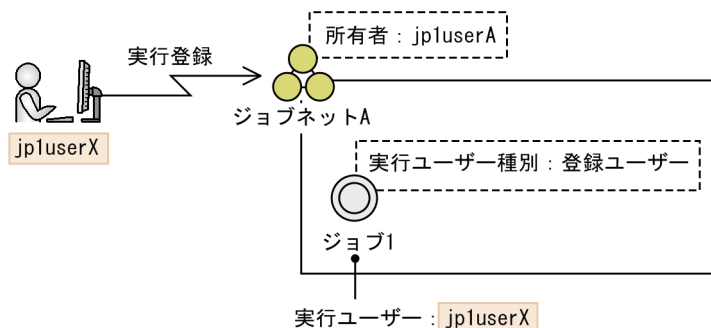 所有者：jp1userA
実行登録
ジョブネットA
jp1userX
実行ユーザー種別：登録ユーザー
ジョブ1
実行ユーザー：jp1userX